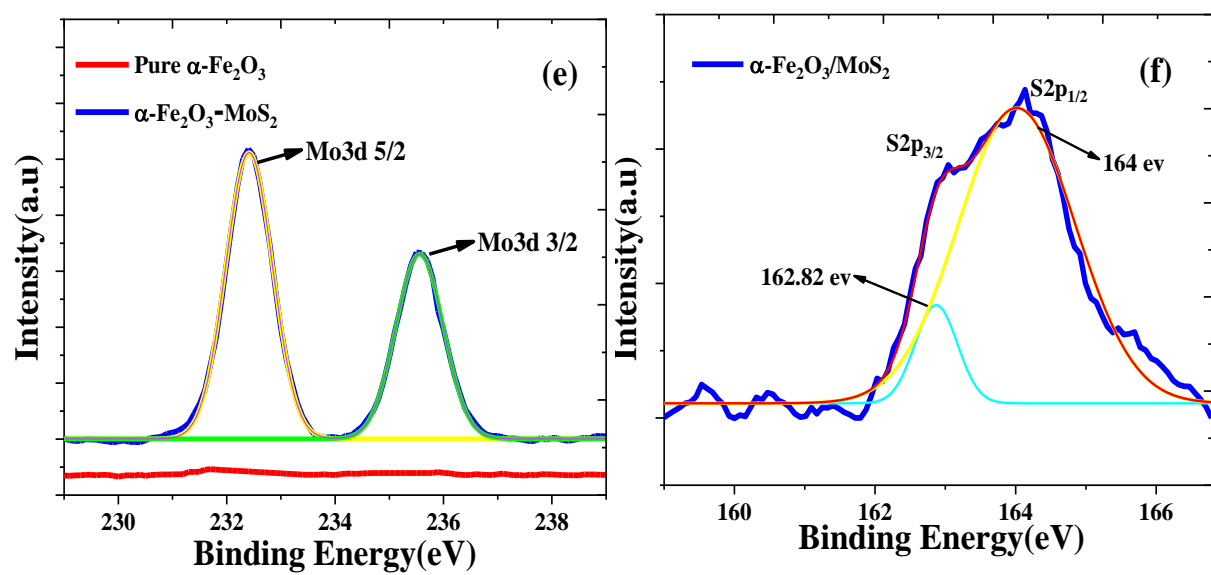 Pure α-Fe₂O₃
α-Fe₂O₃-MoS₂
(e)
Mo3d 5/2
Mo3d 3/2
Intensity(a.u)
230 232 234 236 238
Binding Energy(eV)
α-Fe₂O₃/MoS₂
(f)
S2p₁/₂
S2p₃/₂
164 ev
162.82 ev
Intensity(a.u)
160 162 164 166
Binding Energy(eV)